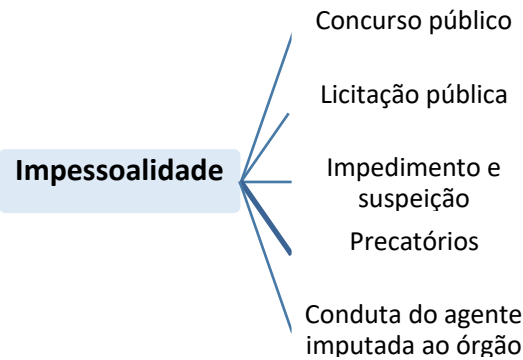 Concurso público
Licitação pública
Impessoalidade
Impedimento e
suspeição
Precatórios
Conduta do agente
imputada ao órgão